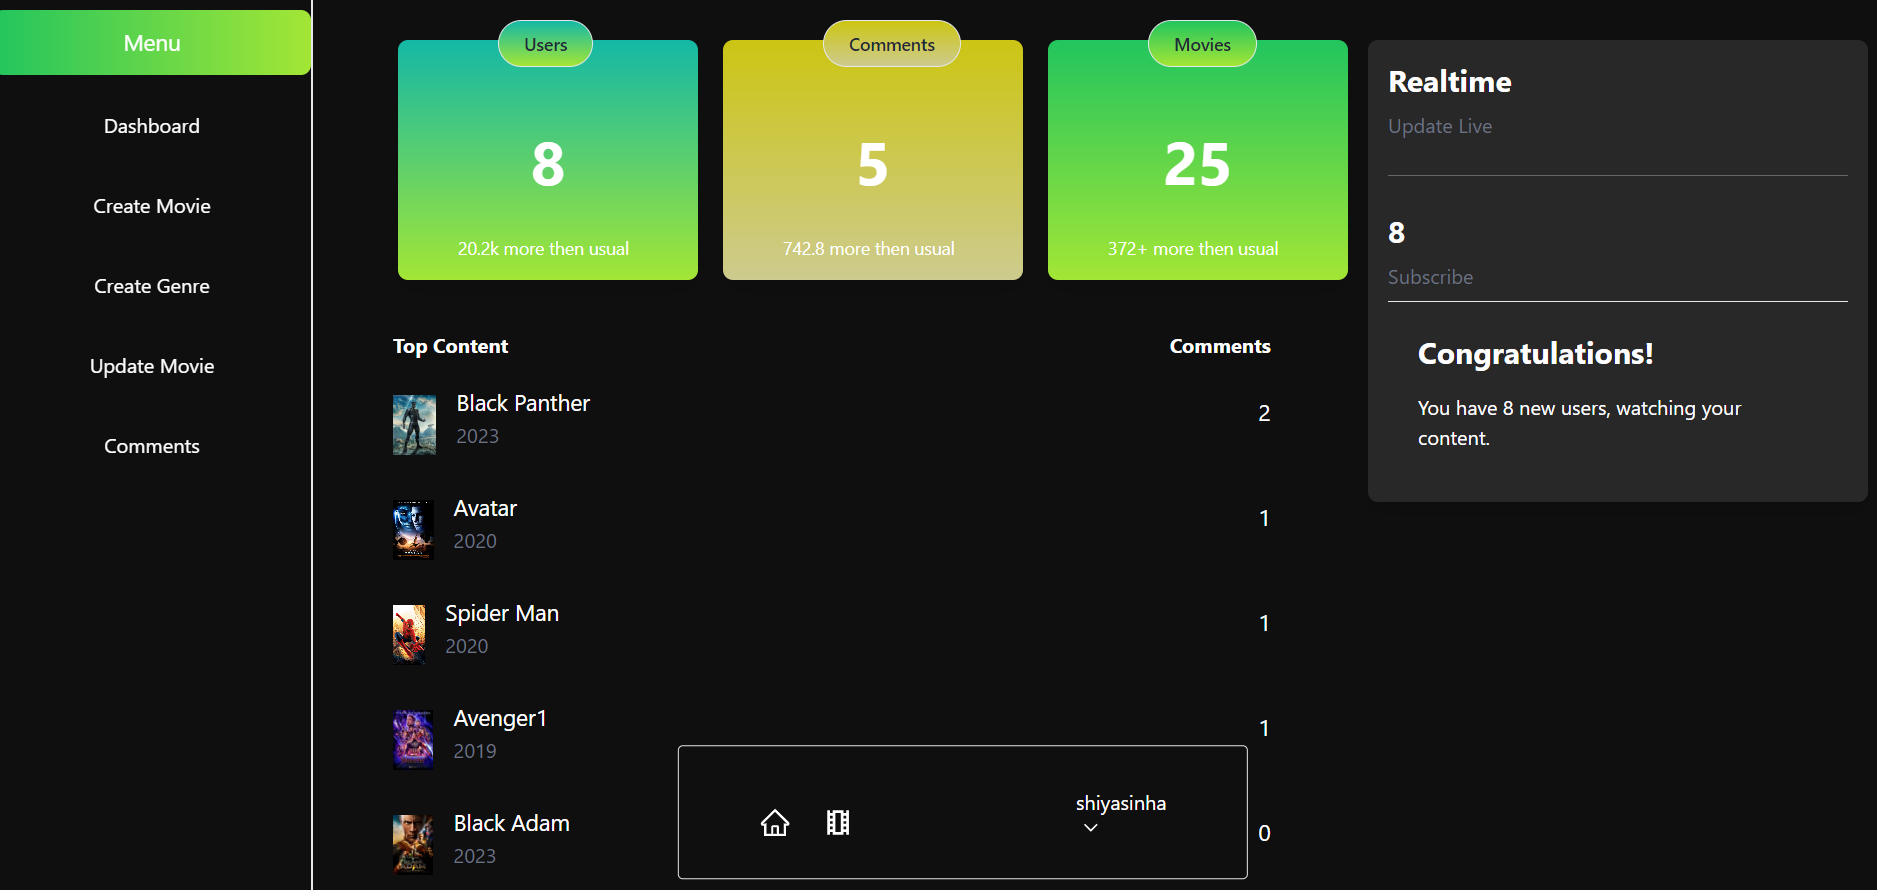 Menu
Dashboard
Create Movie
Create Genre
Update Movie
Comments
Users
8
20.2k more then usual
Comments
5
742.8 more then usual
Movies
25
372+ more then usual
Top Content
Comments
Black Panther
2023
2
Avatar
2020
1
Spider Man
2020
1
Avenger1
2019
1
Black Adam
2023
0
shiyasinha
Realtime
Update Live
8
Subscribe
Congratulations!
You have 8 new users, watching your
content.